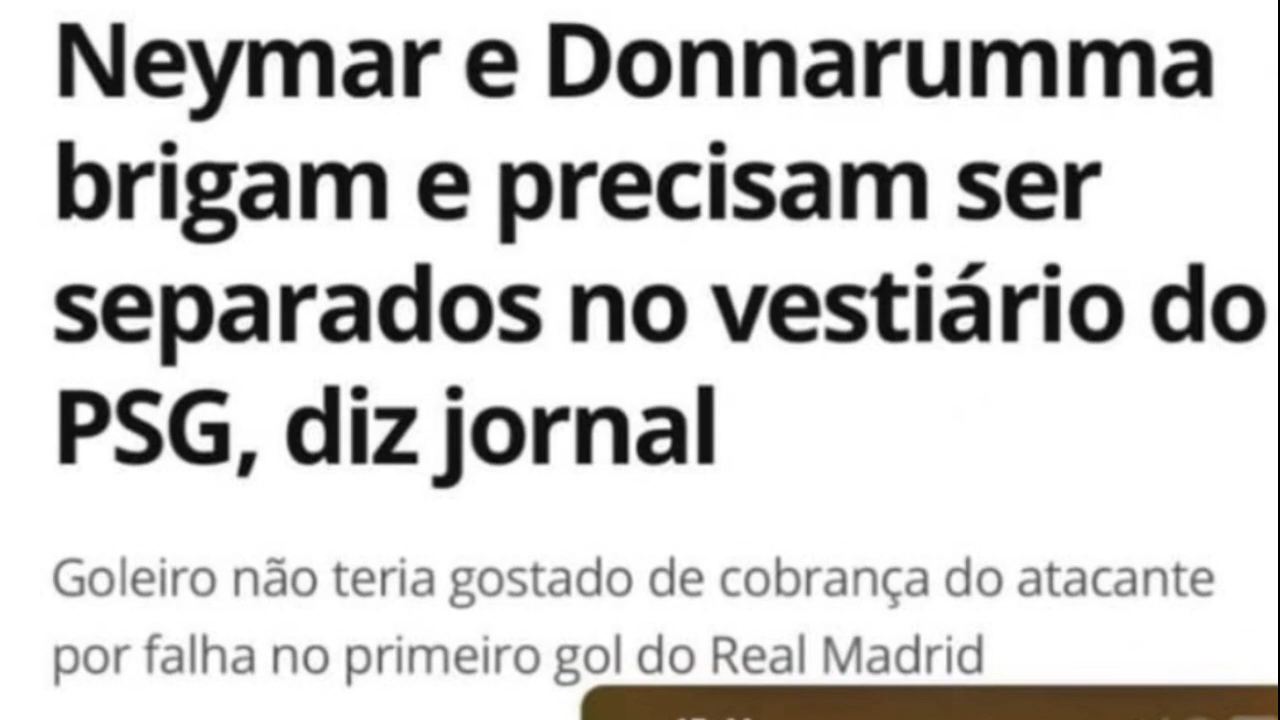 Neymar e Donnarumma
brigam e precisam ser
separados no vestiário do
PSG, diz jornal
Goleiro não teria gostado de cobrança do atacante
por falha no primeiro gol do Real Madrid